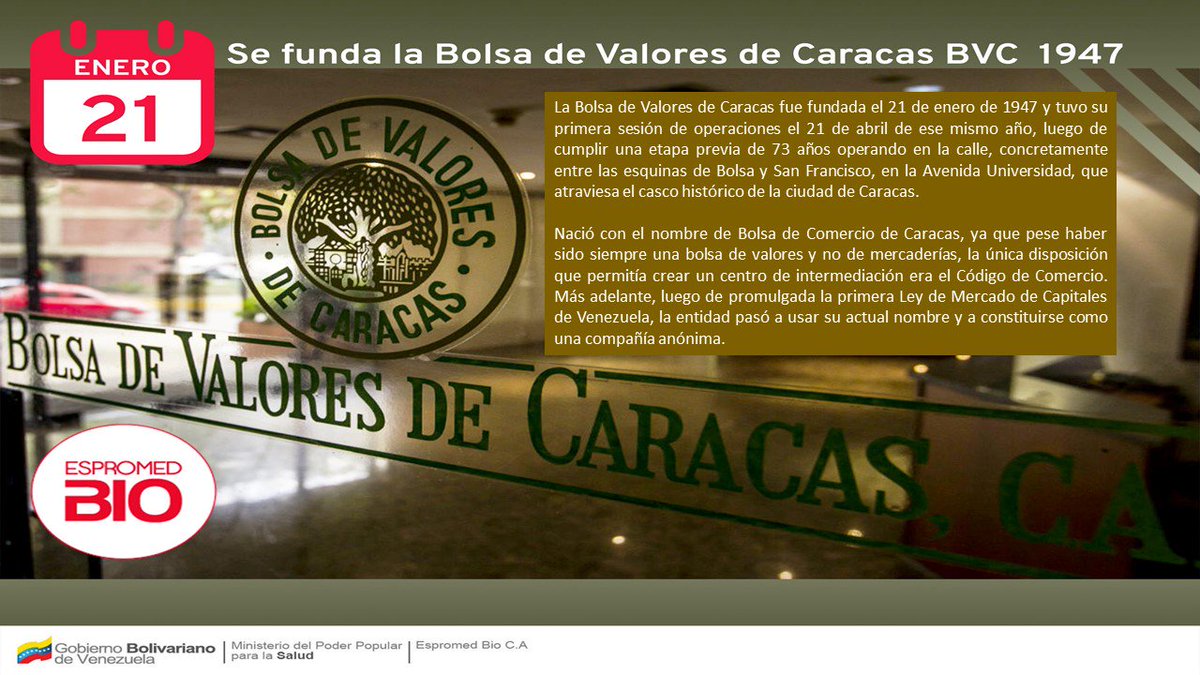 ENERO
21
Se funda la Bolsa de Valores de Caracas BVC 1947
La Bolsa de Valores de Caracas fue fundada el 21 de enero de 1947 y tuvo su
primera sesión de operaciones el 21 de abril de ese mismo año, luego de
cumplir una etapa previa de 73 años operando en la calle, concretamente
entre las esquinas de Bolsa y San Francisco, en la Avenida Universidad, que
atraviesa el casco histórico de la ciudad de Caracas.
Nació con el nombre de Bolsa de Comercio de Caracas, ya que pese haber
sido siempre una bolsa de valores y no de mercaderías, la única disposición
que permitía crear un centro de intermediación era el Código de Comercio.
Más adelante, luego de promulgada la primera Ley de Mercado de Capitales
de Venezuela, la entidad pasó a usar su actual nombre y a constituirse como
una compañía anónima.
BOLSA DE VALORES
• DE CARACAS •
BOLSA DE VALORES DE CARACAS, C.A
ESPROMED
BIO
Gobierno Bolivariano
de Venezuela
Ministerio del Poder Popular
para la Salud
Espromed Bio C.A